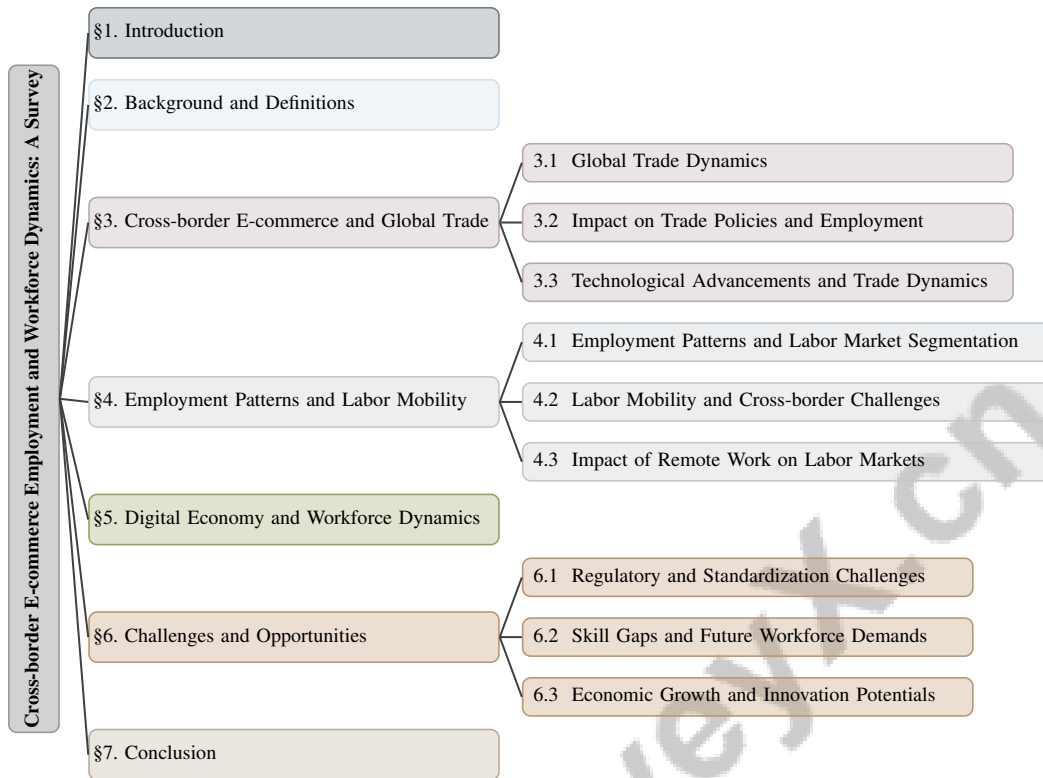 Cross-border E-commerce Employment and Workforce Dynamics: A Survey
§1. Introduction
§2. Background and Definitions
§3. Cross-border E-commerce and Global Trade
3.1 Global Trade Dynamics
3.2 Impact on Trade Policies and Employment
3.3 Technological Advancements and Trade Dynamics
§4. Employment Patterns and Labor Mobility
4.1 Employment Patterns and Labor Market Segmentation
4.2 Labor Mobility and Cross-border Challenges
4.3 Impact of Remote Work on Labor Markets
§5. Digital Economy and Workforce Dynamics
§6. Challenges and Opportunities
6.1 Regulatory and Standardization Challenges
6.2 Skill Gaps and Future Workforce Demands
6.3 Economic Growth and Innovation Potentials
§7. Conclusion
veyX.cn